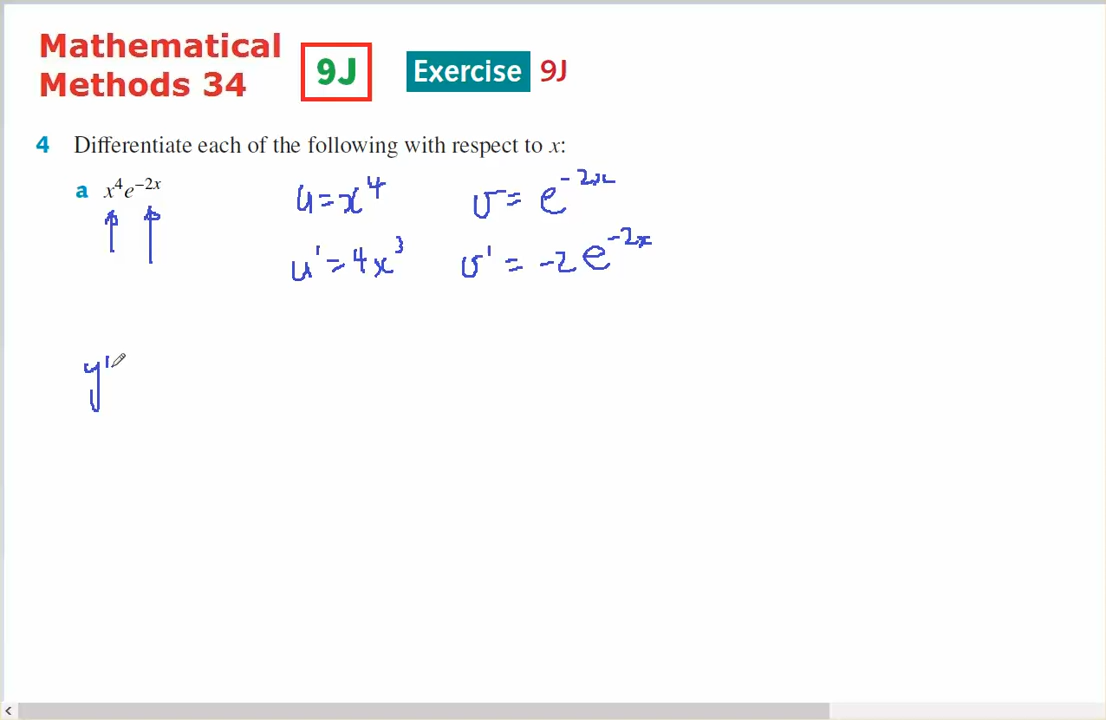 Mathematical
Methods 34
9J
Exercise 9J
4 Differentiate each of the following with respect to x:
a x⁴e⁻²ˣ
u = x⁴ v = e⁻²ˣ
u' = 4x³ v' = -2e⁻²ˣ
y'